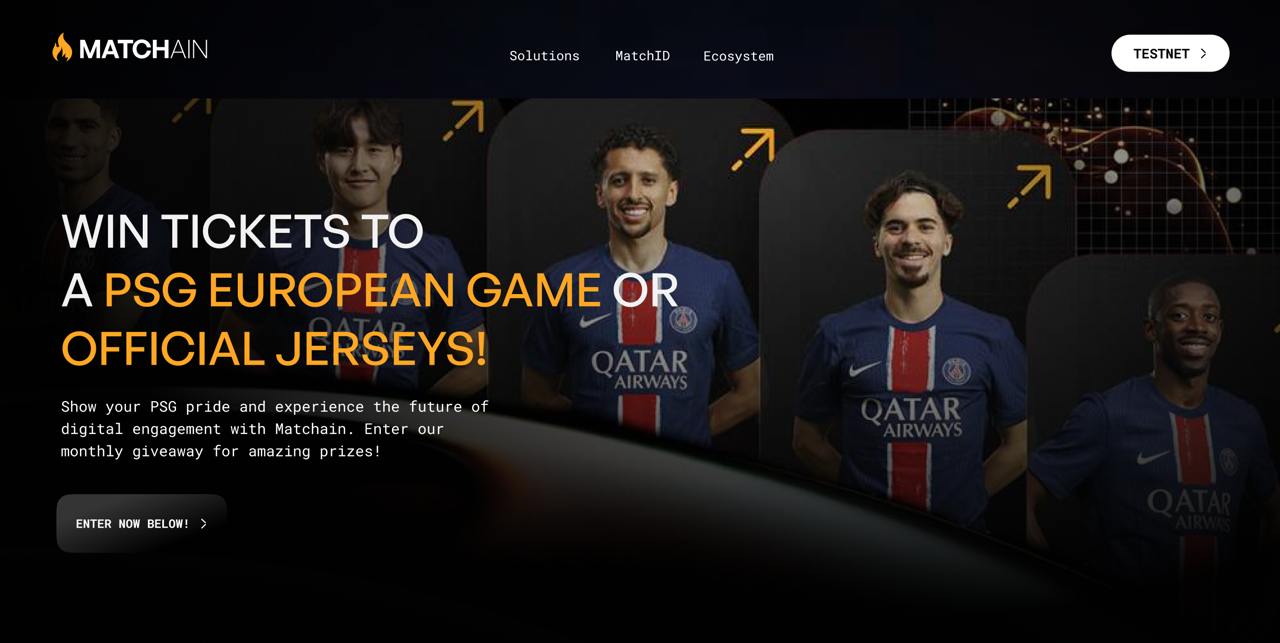 MATCHAIN
Solutions MatchID Ecosystem
TESTNET
WIN TICKETS TO
A PSG EUROPEAN GAME OR
OFFICIAL JERSEYS!
QATAR
AIRWAYS
QATAR
AIRWAYS
QATAR
AIRWAYS
QATAR
AIRWAYS
Show your PSG pride and experience the future of
digital engagement with Matchain. Enter our
monthly giveaway for amazing prizes!
ENTER NOW BELOW!